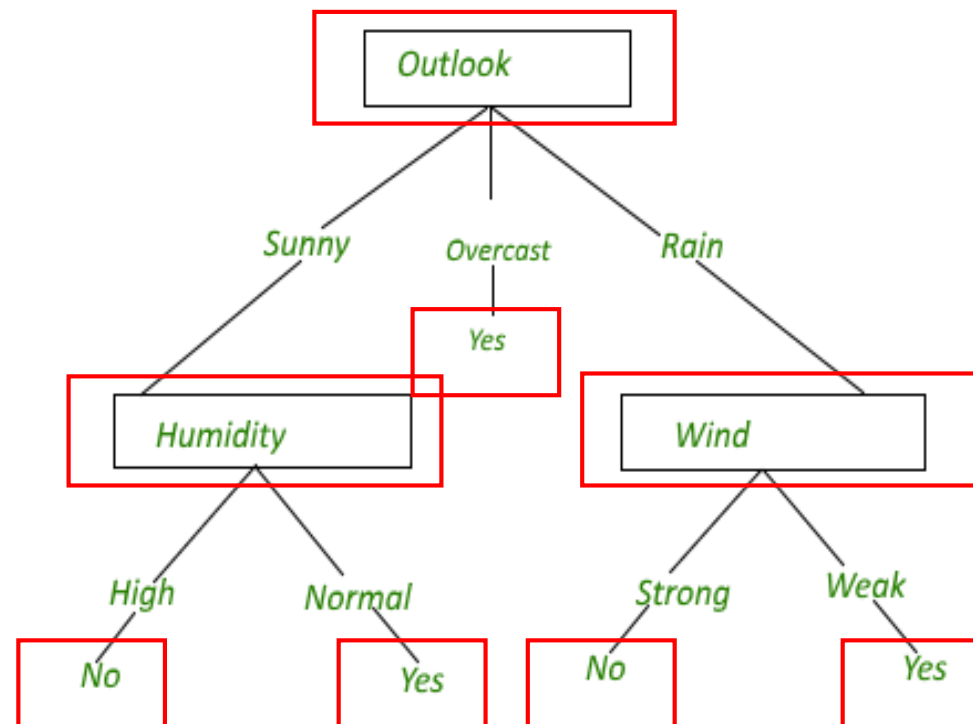 Outlook
Sunny
Overcast
Rain
Yes
Humidity
Wind
High
Normal
Strong
Weak
No
Yes
No
Yes